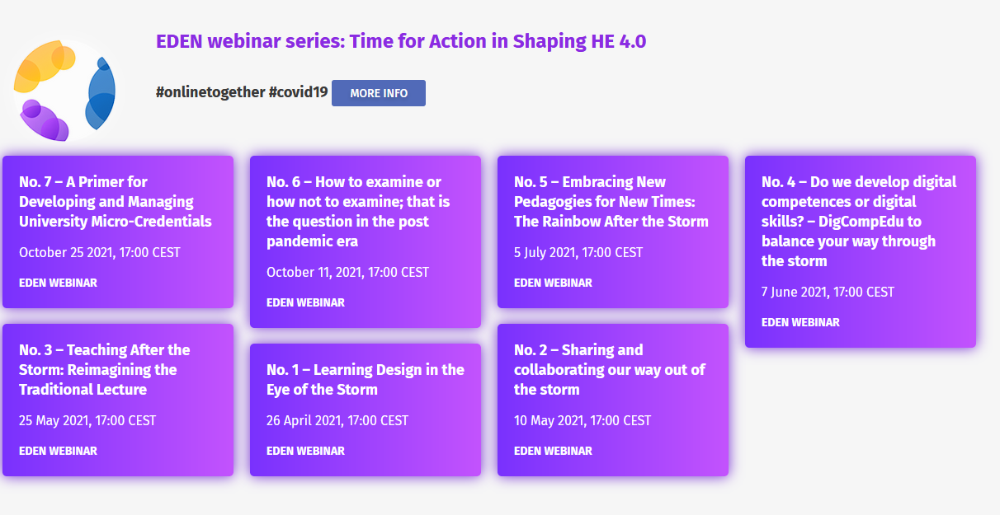 EDEN webinar series: Time for Action in Shaping HE 4.0
#onlinetogether #covid19 MORE INFO
No. 7 – A Primer for
Developing and Managing
University Micro-Credentials
October 25 2021, 17:00 CEST
EDEN WEBINAR
No. 6 – How to examine or
how not to examine; that is
the question in the post
pandemic era
October 11, 2021, 17:00 CEST
EDEN WEBINAR
No. 5 – Embracing New
Pedagogies for New Times:
The Rainbow After the Storm
5 July 2021, 17:00 CEST
EDEN WEBINAR
No. 4 – Do we develop digital
competences or digital
skills? – DigCompEdu to
balance your way through
the storm
7 June 2021, 17:00 CEST
EDEN WEBINAR
No. 3 – Teaching After the
Storm: Reimagining the
Traditional Lecture
25 May 2021, 17:00 CEST
EDEN WEBINAR
No. 1 – Learning Design in the
Eye of the Storm
26 April 2021, 17:00 CEST
EDEN WEBINAR
No. 2 – Sharing and
collaborating our way out of
the storm
10 May 2021, 17:00 CEST
EDEN WEBINAR